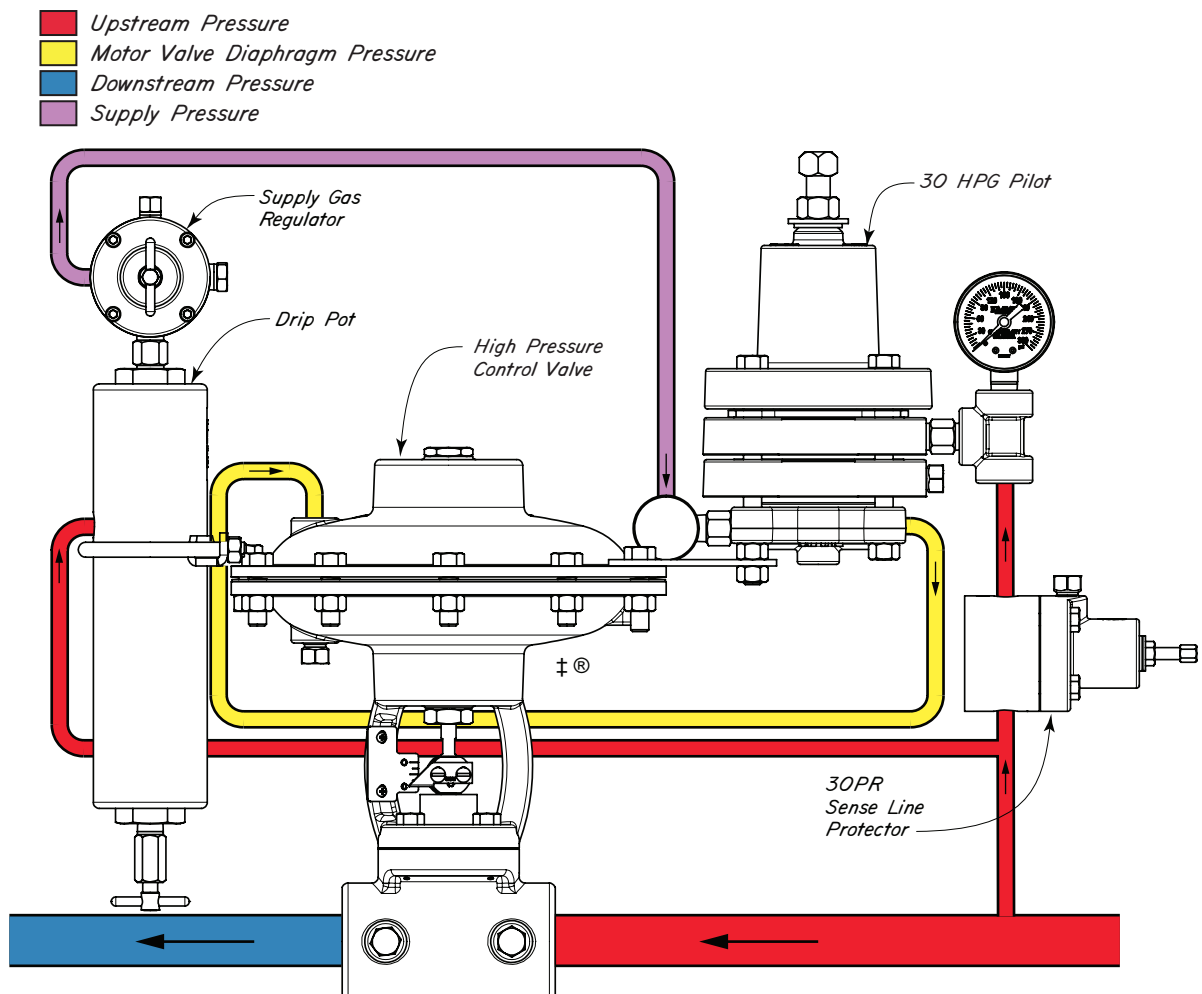 Upstream Pressure
Motor Valve Diaphragm Pressure
Downstream Pressure
Supply Pressure
Supply Gas
Regulator
30 HPG Pilot
Drip Pot
High Pressure
Control Valve
‡®
30PR
Sense Line
Protector